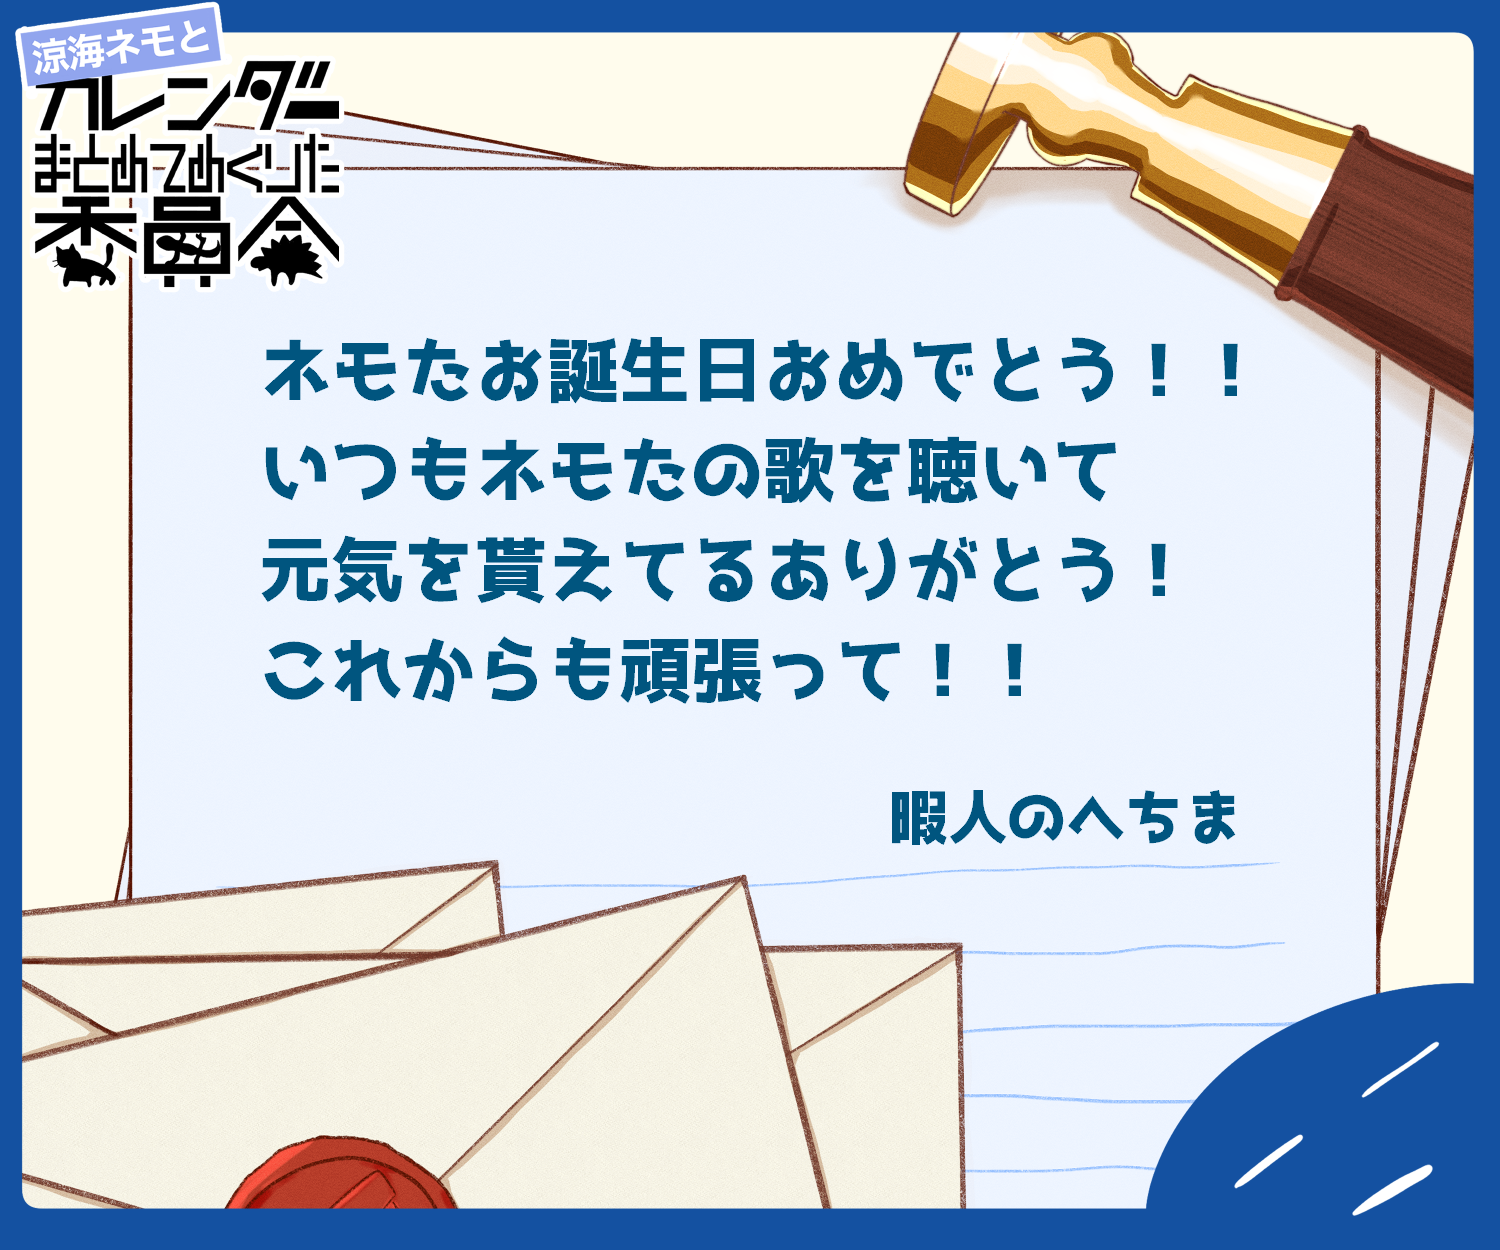 涼海ネモと
カレンダー
まとめてめくりた
委員会
ネモたお誕生日おめでとう！！
いつもネモたの歌を聴いて
元気を貰えてるありがとう！
これからも頑張って！！
暇人のへちま